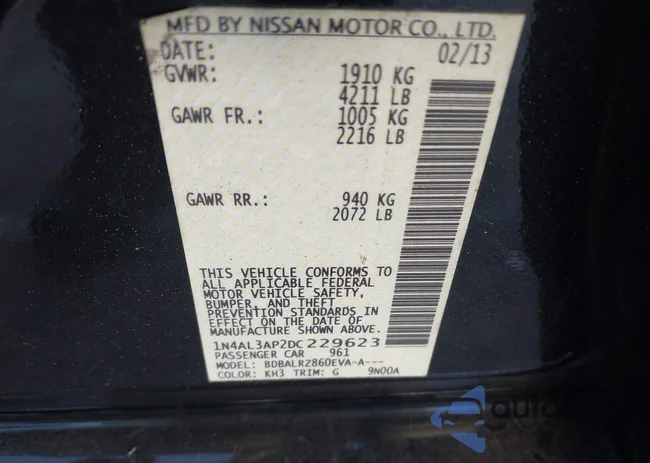 MFD BY NISSAN MOTOR CO., LTD.
DATE: 02/13
GVWR: 1910 KG
4211 LB
GAWR FR.: 1005 KG
2216 LB
GAWR RR.: 940 KG
2072 LB
THIS VEHICLE CONFORMS TO
ALL APPLICABLE FEDERAL
MOTOR VEHICLE SAFETY,
BUMPER, AND THEFT
PREVENTION STANDARDS IN
EFFECT ON THE DATE OF
MANUFACTURE SHOWN ABOVE.
1N4AL3AP2DC229623
PASSENGER CAR 961
MODEL: BDBALRZ860EVA-A---
COLOR: KH3 TRIM: G 9N00A